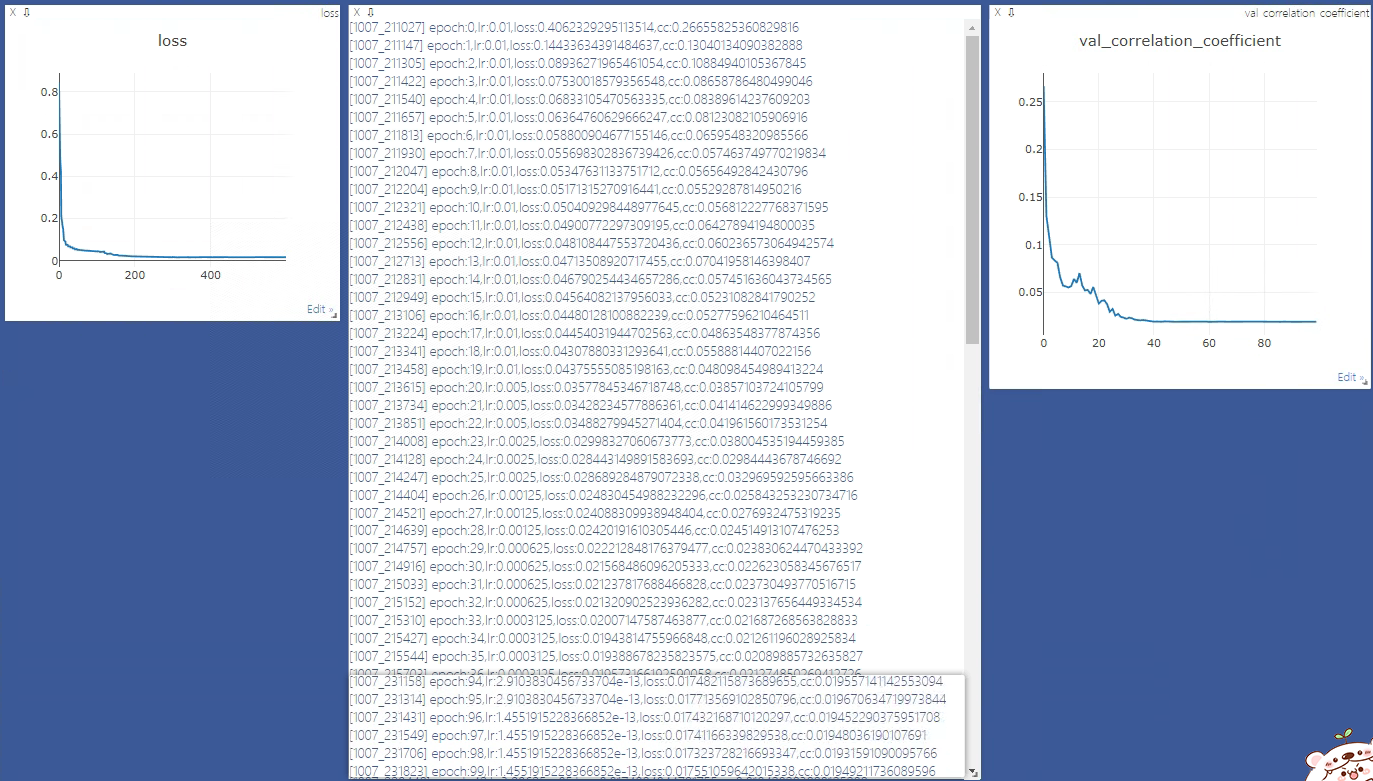 X ⇩ loss
loss
0.8
0.6
0.4
0.2
0
0 200 400
Edit »
X ⇩
[1007_211027] epoch:0,lr:0.01,loss:0.4062329295113514,cc:0.26655825360829816
[1007_211147] epoch:1,lr:0.01,loss:0.14433634391484637,cc:0.13040134090382888
[1007_211305] epoch:2,lr:0.01,loss:0.08936271965461054,cc:0.10884940105367845
[1007_211422] epoch:3,lr:0.01,loss:0.07530018579356548,cc:0.08658786480499046
[1007_211540] epoch:4,lr:0.01,loss:0.06833105470563335,cc:0.08389614237609203
[1007_211657] epoch:5,lr:0.01,loss:0.06364760629666247,cc:0.08123082105906916
[1007_211813] epoch:6,lr:0.01,loss:0.058800904677155146,cc:0.0659548320985566
[1007_211930] epoch:7,lr:0.01,loss:0.055698302836739426,cc:0.057463749770219834
[1007_212047] epoch:8,lr:0.01,loss:0.05347631133751712,cc:0.05656492842430796
[1007_212204] epoch:9,lr:0.01,loss:0.05171315270916441,cc:0.05529287814950216
[1007_212321] epoch:10,lr:0.01,loss:0.050409298448977645,cc:0.056812227768371595
[1007_212438] epoch:11,lr:0.01,loss:0.04900772297309195,cc:0.06427894194800035
[1007_212556] epoch:12,lr:0.01,loss:0.048108447553720436,cc:0.060236573064942574
[1007_212713] epoch:13,lr:0.01,loss:0.04713508920717455,cc:0.07041958146398407
[1007_212831] epoch:14,lr:0.01,loss:0.046790254434657286,cc:0.057451636043734565
[1007_212949] epoch:15,lr:0.01,loss:0.04564082137956033,cc:0.05231082841790252
[1007_213106] epoch:16,lr:0.01,loss:0.04480128100882239,cc:0.05277596210464511
[1007_213224] epoch:17,lr:0.01,loss:0.04454031944702563,cc:0.04863548377874356
[1007_213341] epoch:18,lr:0.01,loss:0.04307880331293641,cc:0.05588814407022156
[1007_213458] epoch:19,lr:0.01,loss:0.04375555085198163,cc:0.048098454989413224
[1007_213615] epoch:20,lr:0.005,loss:0.03577845346718748,cc:0.03857103724105799
[1007_213734] epoch:21,lr:0.005,loss:0.03428234577886361,cc:0.041414622999349886
[1007_213851] epoch:22,lr:0.005,loss:0.03488279945271404,cc:0.041961560173531254
[1007_214008] epoch:23,lr:0.0025,loss:0.02998327060673773,cc:0.038004535194459385
[1007_214128] epoch:24,lr:0.0025,loss:0.028443149891583693,cc:0.02984443678746692
[1007_214247] epoch:25,lr:0.0025,loss:0.028689284879072338,cc:0.032969592595663386
[1007_214404] epoch:26,lr:0.00125,loss:0.024830454988232296,cc:0.025843253230734716
[1007_214521] epoch:27,lr:0.00125,loss:0.024088309938948404,cc:0.0276932475319235
[1007_214639] epoch:28,lr:0.00125,loss:0.02420191610305446,cc:0.024514913107476253
[1007_214757] epoch:29,lr:0.000625,loss:0.022212848176379477,cc:0.023830624470433392
[1007_214916] epoch:30,lr:0.000625,loss:0.021568486096205333,cc:0.022623058345676517
[1007_215033] epoch:31,lr:0.000625,loss:0.021237817688466828,cc:0.023730493770516715
[1007_215152] epoch:32,lr:0.000625,loss:0.021320902523936282,cc:0.023137656449334534
[1007_215310] epoch:33,lr:0.0003125,loss:0.02007147587463877,cc:0.021687268563828833
[1007_215427] epoch:34,lr:0.0003125,loss:0.01943814755966848,cc:0.021261196028925834
[1007_215544] epoch:35,lr:0.0003125,loss:0.019388678235823575,cc:0.02089885732635827
[1007_231158] epoch:94,lr:2.9103830456733704e-13,loss:0.017482115873689655,cc:0.019557141142553094
[1007_231314] epoch:95,lr:2.9103830456733704e-13,loss:0.017713569102850796,cc:0.019670634719973844
[1007_231431] epoch:96,lr:1.4551915228366852e-13,loss:0.017432168710120297,cc:0.019452290375951708
[1007_231549] epoch:97,lr:1.4551915228366852e-13,loss:0.01741166339829538,cc:0.01948036190107691
[1007_231706] epoch:98,lr:1.4551915228366852e-13,loss:0.017323728216693347,cc:0.01931591090095766
[1007_231823] epoch:99,lr:1.4551915228366852e-13,loss:0.017551059642015338,cc:0.01949211736089596
X ⇩ val correlation coefficient
val_correlation_coefficient
0.25
0.2
0.15
0.1
0.05
0 20 40 60 80
Edit »